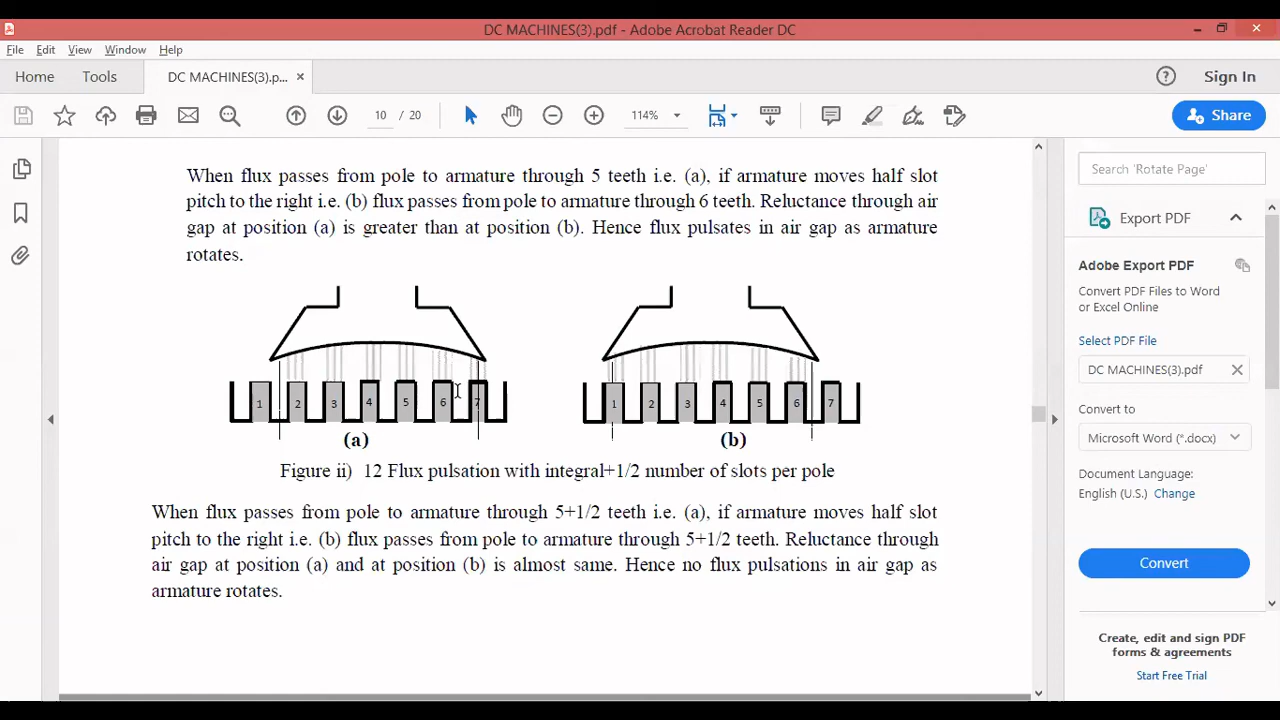 DC MACHINES(3).pdf - Adobe Acrobat Reader DC
File Edit View Window Help
Home Tools DC MACHINES(3).p... × Sign In
10 / 20 114% Share
When flux passes from pole to armature through 5 teeth i.e. (a), if armature moves half slot
pitch to the right i.e. (b) flux passes from pole to armature through 6 teeth. Reluctance through air
gap at position (a) is greater than at position (b). Hence flux pulsates in air gap as armature
rotates.
1 2 3 4 5 6 7
(a)
1 2 3 4 5 6 7
(b)
Figure ii) 12 Flux pulsation with integral+1/2 number of slots per pole
When flux passes from pole to armature through 5+1/2 teeth i.e. (a), if armature moves half slot
pitch to the right i.e. (b) flux passes from pole to armature through 5+1/2 teeth. Reluctance through
air gap at position (a) and at position (b) is almost same. Hence no flux pulsations in air gap as
armature rotates.
Search 'Rotate Page'
Export PDF
Adobe Export PDF
Convert PDF Files to Word
or Excel Online
Select PDF File
DC MACHINES(3).pdf
Convert to
Microsoft Word (*.docx)
Document Language:
English (U.S.) Change
Convert
Create, edit and sign PDF
forms & agreements
Start Free Trial